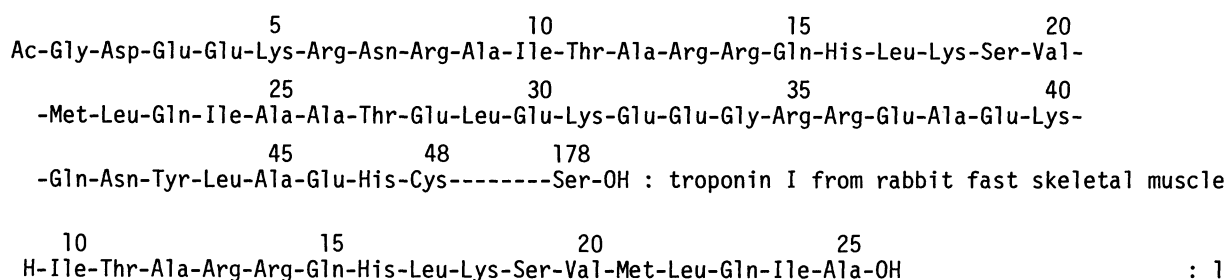 5 10 15 20
Ac-Gly-Asp-Glu-Glu-Lys-Arg-Asn-Arg-Ala-Ile-Thr-Ala-Arg-Arg-Gln-His-Leu-Lys-Ser-Val-
25 30 35 40
-Met-Leu-Gln-Ile-Ala-Ala-Thr-Glu-Leu-Glu-Lys-Glu-Glu-Gly-Arg-Arg-Glu-Ala-Glu-Lys-
45 48 178
-Gln-Asn-Tyr-Leu-Ala-Glu-His-Cys--------Ser-OH : troponin I from rabbit fast skeletal muscle
10 15 20 25
H-Ile-Thr-Ala-Arg-Arg-Gln-His-Leu-Lys-Ser-Val-Met-Leu-Gln-Ile-Ala-OH : 1